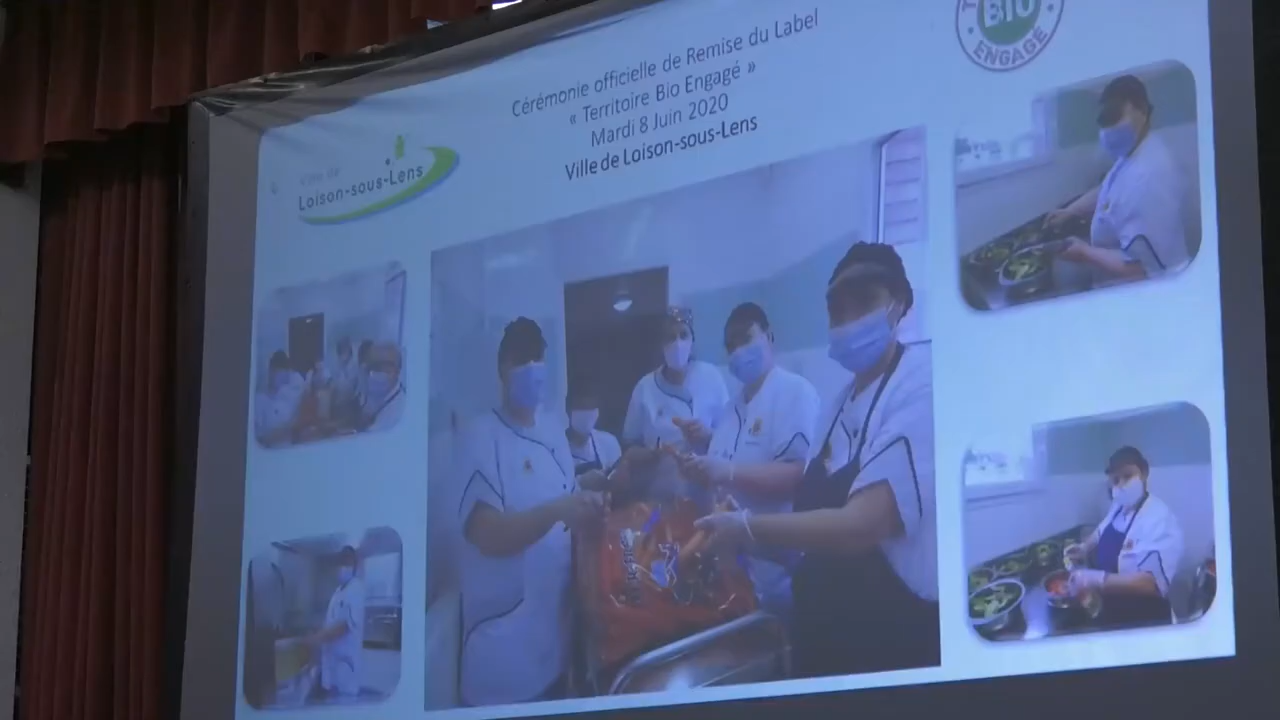 Cérémonie officielle de Remise du Label
« Territoire Bio Engagé »
Mardi 8 Juin 2020
Ville de Loison-sous-Lens
Ville de
Loison-sous-Lens
BIO
ENGAGÉ